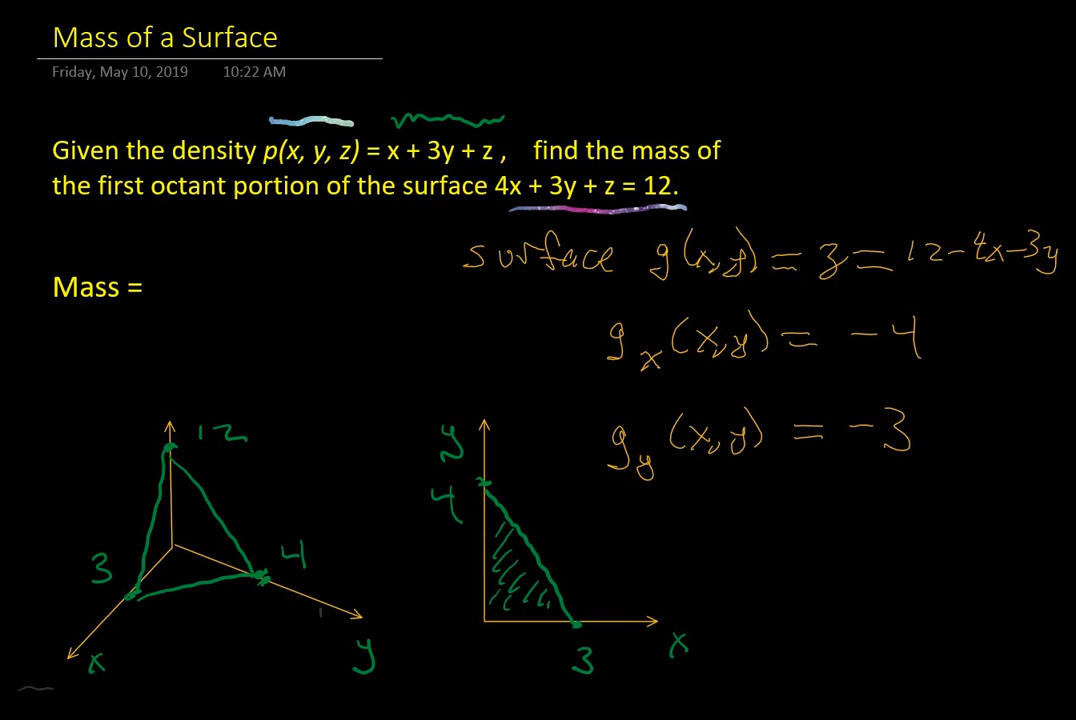 Mass of a Surface
Friday, May 10, 2019 10:22 AM
Given the density p(x, y, z) = x + 3y + z , find the mass of
the first octant portion of the surface 4x + 3y + z = 12.
surface g(x,y) = z = 12-4x-3y
Mass =
g_x (x,y) = -4
g_y (x,y) = -3
12
3
4
x
y
y
4
3
x